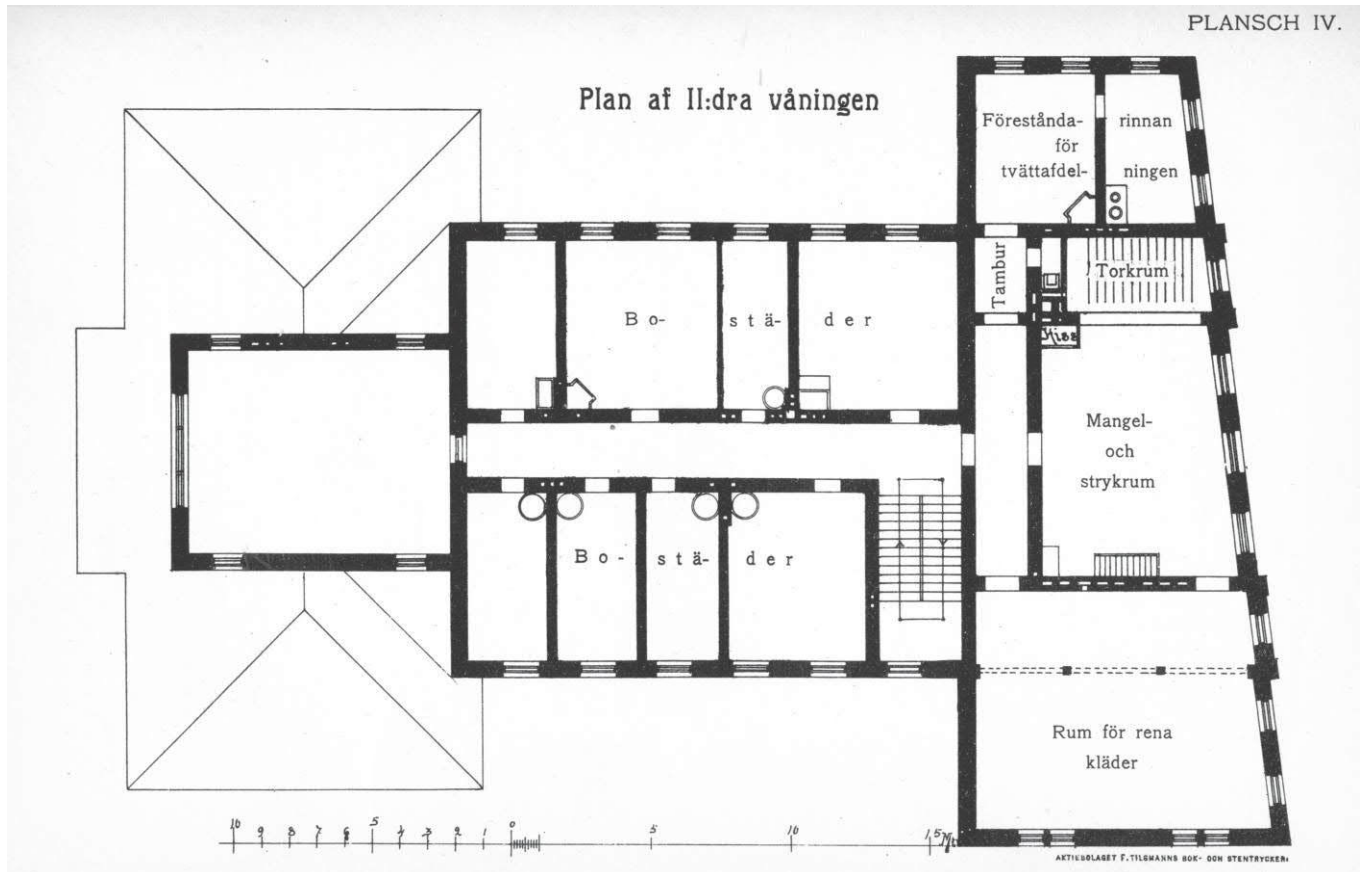 PLANSCH IV.
Plan af II:dra våningen
Förestånda- rinnan
för
tvättafdel- ningen
Tambur
Torkrum
Bo- stä- der
Hiss
Mangel-
och
strykrum
Bo- stä- der
Rum för rena
kläder
10 9 8 7 6 5 4 3 2 1 0 5 10 15
AKTIEBOLAGET F. TILGMANNS BOK- OCH STENTRYCKERI